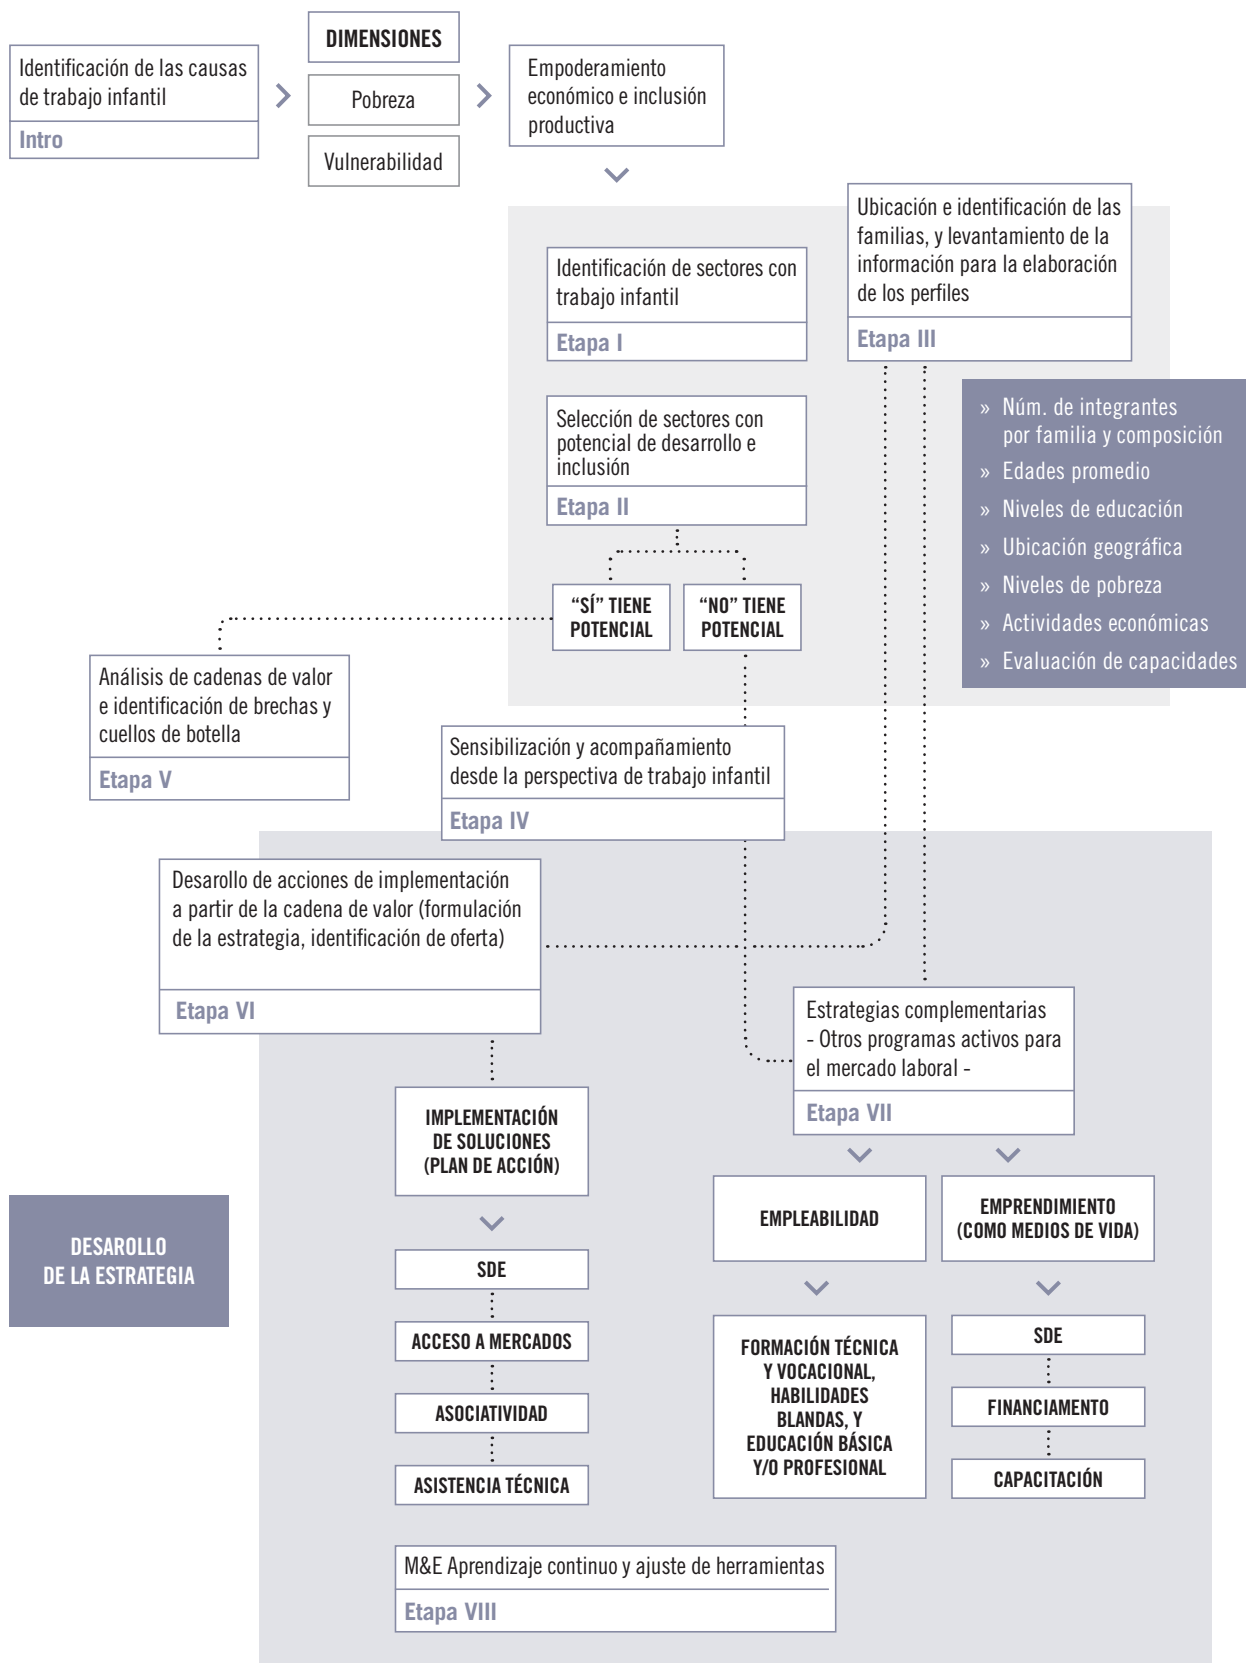 Identificación de las causas
de trabajo infantil
Intro
DIMENSIONES
Pobreza
Vulnerabilidad
Empoderamiento
económico e inclusión
productiva
Identificación de sectores con
trabajo infantil
Etapa I
Ubicación e identificación de las
familias, y levantamiento de la
información para la elaboración
de los perfiles
Etapa III
» Núm. de integrantes
por familia y composición
» Edades promedio
» Niveles de educación
» Ubicación geográfica
» Niveles de pobreza
» Actividades económicas
» Evaluación de capacidades
Selección de sectores con
potencial de desarrollo e
inclusión
Etapa II
“SÍ” TIENE
POTENCIAL
“NO” TIENE
POTENCIAL
Análisis de cadenas de valor
e identificación de brechas y
cuellos de botella
Etapa V
Sensibilización y acompañamiento
desde la perspectiva de trabajo infantil
Etapa IV
Desarollo de acciones de implementación
a partir de la cadena de valor (formulación
de la estrategia, identificación de oferta)
Etapa VI
Estrategias complementarias
- Otros programas activos para
el mercado laboral -
Etapa VII
IMPLEMENTACIÓN
DE SOLUCIONES
(PLAN DE ACCIÓN)
SDE
ACCESO A MERCADOS
ASOCIATIVIDAD
ASISTENCIA TÉCNICA
EMPLEABILIDAD
FORMACIÓN TÉCNICA
Y VOCACIONAL,
HABILIDADES
BLANDAS, Y
EDUCACIÓN BÁSICA
Y/O PROFESIONAL
EMPRENDIMIENTO
(COMO MEDIOS DE VIDA)
SDE
FINANCIAMENTO
CAPACITACIÓN
DESAROLLO
DE LA ESTRATEGIA
M&E Aprendizaje continuo y ajuste de herramientas
Etapa VIII